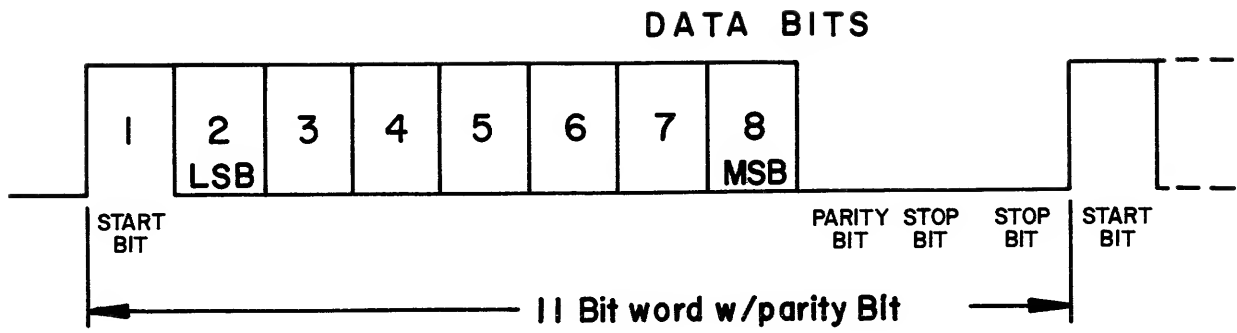 DATA BITS
1 2 3 4 5 6 7 8
LSB MSB
START BIT PARITY BIT STOP BIT STOP BIT START BIT
11 Bit word w/parity Bit